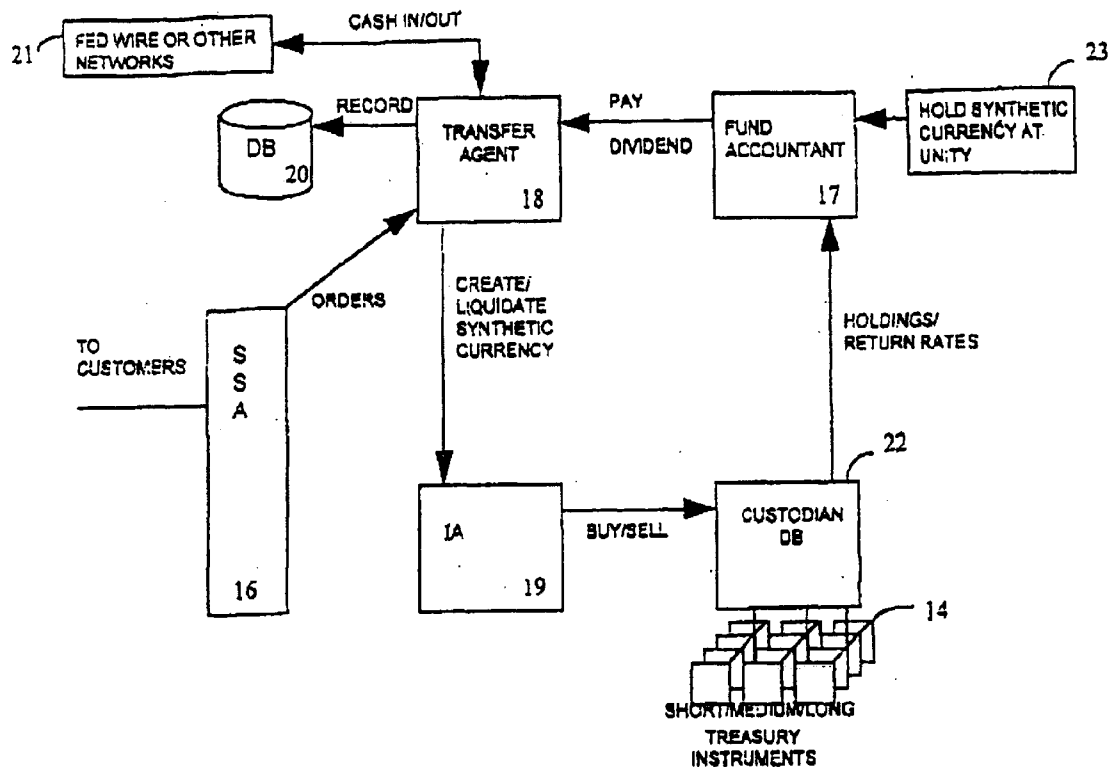 CASH IN/OUT
21
FED WIRE OR OTHER
NETWORKS
23
RECORD
PAY
DIVIDEND
HOLD SYNTHETIC
CURRENCY AT
UNITY
DB
20
TRANSFER
AGENT
18
FUND
ACCOUNTANT
17
ORDERS
CREATE/
LIQUIDATE
SYNTHETIC
CURRENCY
HOLDINGS/
RETURN RATES
TO
CUSTOMERS
S
S
A
16
22
IA
19
BUY/SELL
CUSTODIAN
DB
14
SHORT/MEDIUM/LONG
TREASURY
INSTRUMENTS